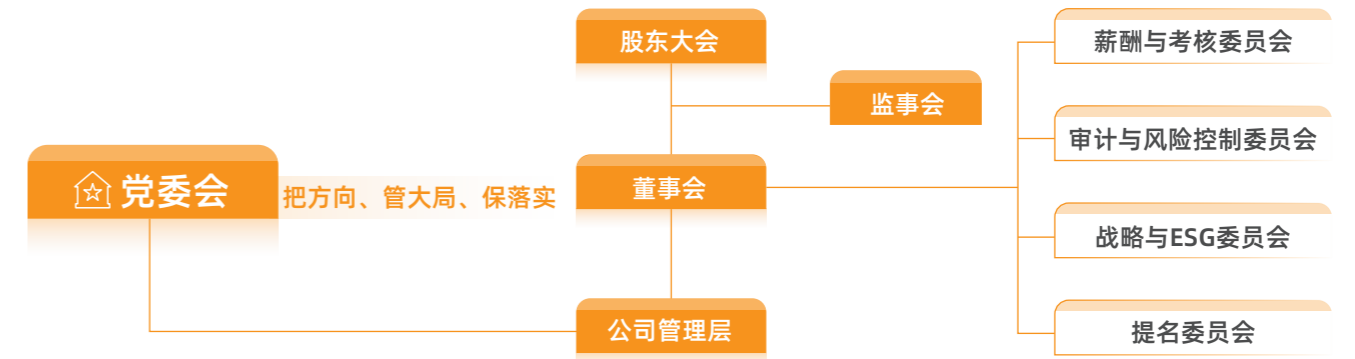 股东大会
监事会
党委会
把方向、管大局、保落实
董事会
公司管理层
薪酬与考核委员会
审计与风险控制委员会
战略与ESG委员会
提名委员会